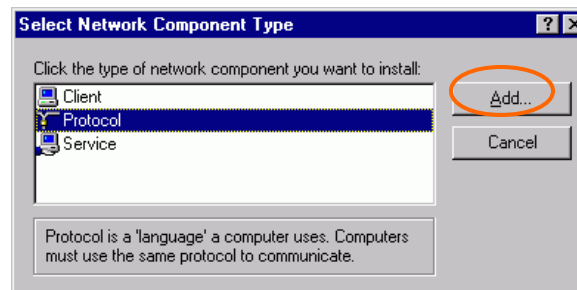 Select Network Component Type
Click the type of network component you want to install:
Client
Protocol
Service
Add...
Cancel
Protocol is a 'language' a computer uses. Computers
must use the same protocol to communicate.